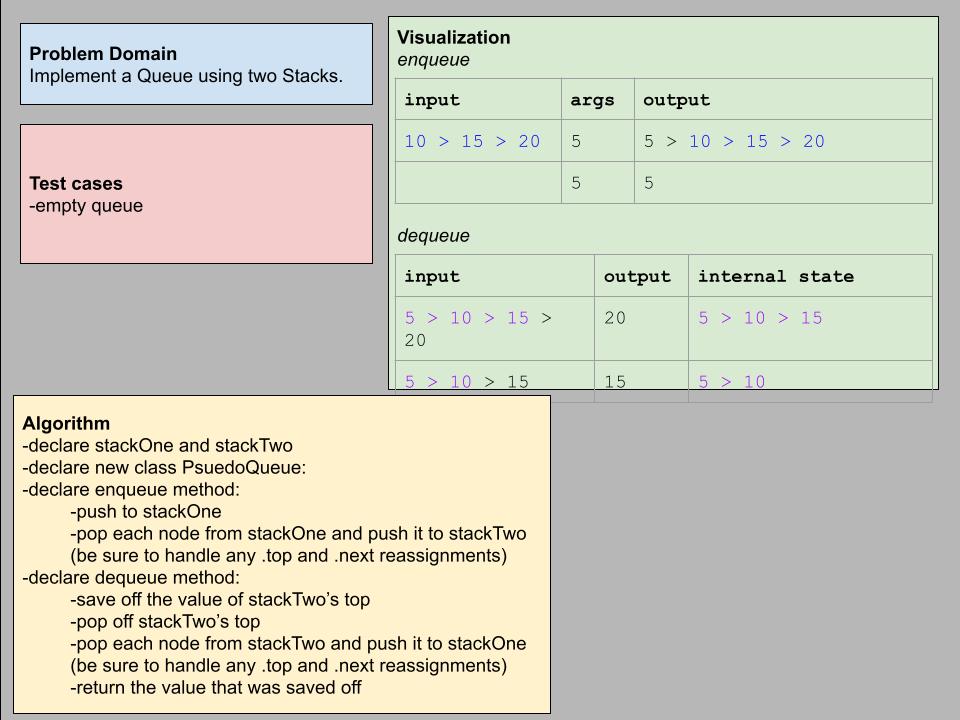 Problem Domain
Implement a Queue using two Stacks.
Test cases
-empty queue
Visualization
enqueue
input args output
10 > 15 > 20 5 5 > 10 > 15 > 20
5 5
dequeue
input output internal state
5 > 10 > 15 > 20 5 > 10 > 15
20
5 > 10 > 15 15 5 > 10
Algorithm
-declare stackOne and stackTwo
-declare new class PsuedoQueue:
-declare enqueue method:
-push to stackOne
-pop each node from stackOne and push it to stackTwo
(be sure to handle any .top and .next reassignments)
-declare dequeue method:
-save off the value of stackTwo’s top
-pop off stackTwo’s top
-pop each node from stackTwo and push it to stackOne
(be sure to handle any .top and .next reassignments)
-return the value that was saved off